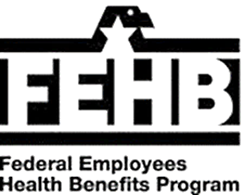 FEHB
Federal Employees
Health Benefits Program